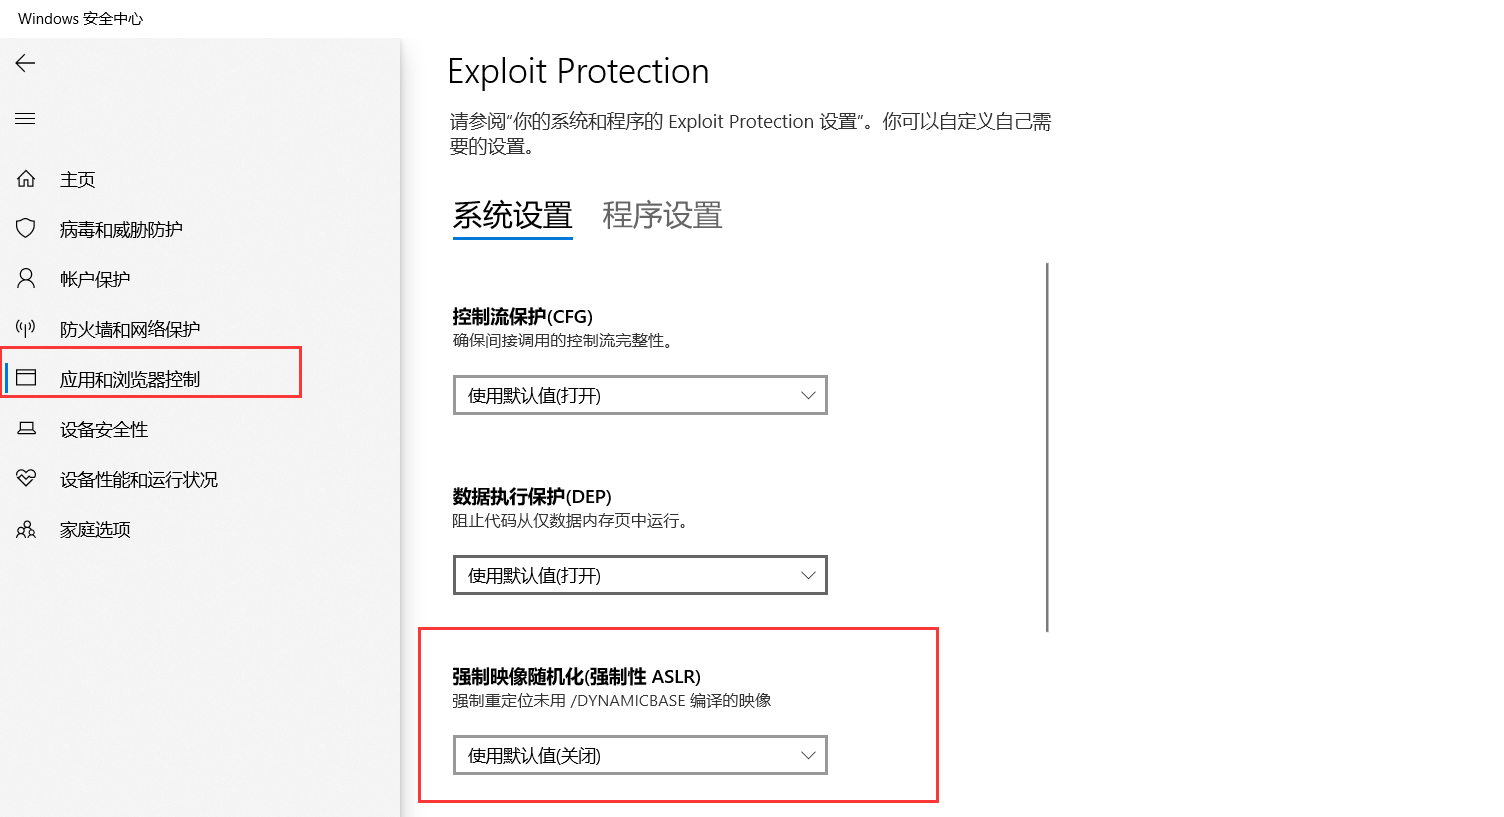 Windows 安全中心
主页
病毒和威胁防护
帐户保护
防火墙和网络保护
应用和浏览器控制
设备安全性
设备性能和运行状况
家庭选项
Exploit Protection
请参阅“你的系统和程序的 Exploit Protection 设置”。你可以自定义自己需
要的设置。
系统设置 程序设置
控制流保护(CFG)
确保间接调用的控制流完整性。
使用默认值(打开)
数据执行保护(DEP)
阻止代码从仅数据内存页中运行。
使用默认值(打开)
强制映像随机化(强制性 ASLR)
强制重定位未用 /DYNAMICBASE 编译的映像
使用默认值(关闭)